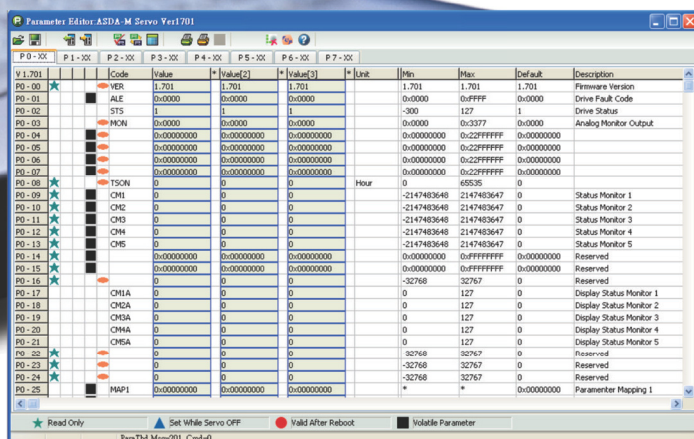 Parameter Editor:ASDA-M Servo Ver1701
P 0 - XX P 1 - XX P 2 - XX P 3 - XX P 4 - XX P 5 - XX P 6 - XX P 7 - XX
V 1.701 Code Value * Value[2] * Value[3] * Unit Min Max Default Description
P0 - 00 VER 1.701 1.701 1.701 1.701 1.701 1.701 Firmware Version
P0 - 01 ALE 0x0000 0x0000 0x0000 0x0000 0xFFFF 0x0000 Drive Fault Code
P0 - 02 STS 1 1 1 -300 127 1 Drive Status
P0 - 03 MON 0x0000 0x0000 0x0000 0x0000 0x3377 0x0000 Analog Monitor Output
P0 - 04 0x00000000 0x00000000 0x00000000 0x00000000 0x22FFFFFF 0x00000000
P0 - 05 0x00000000 0x00000000 0x00000000 0x00000000 0x22FFFFFF 0x00000000
P0 - 06 0x00000000 0x00000000 0x00000000 0x00000000 0x22FFFFFF 0x00000000
P0 - 07 0x00000000 0x00000000 0x00000000 0x00000000 0x22FFFFFF 0x00000000
P0 - 08 TSON 0 0 0 Hour 0 65535 0
P0 - 09 CM1 0 0 0 -2147483648 2147483647 0 Status Monitor 1
P0 - 10 CM2 0 0 0 -2147483648 2147483647 0 Status Monitor 2
P0 - 11 CM3 0 0 0 -2147483648 2147483647 0 Status Monitor 3
P0 - 12 CM4 0 0 0 -2147483648 2147483647 0 Status Monitor 4
P0 - 13 CM5 0 0 0 -2147483648 2147483647 0 Status Monitor 5
P0 - 14 0x00000000 0x00000000 0x00000000 0x00000000 0xFFFFFFFF 0x00000000 Reserved
P0 - 15 0x00000000 0x00000000 0x00000000 0x00000000 0xFFFFFFFF 0x00000000 Reserved
P0 - 16 0 0 0 -32768 32767 0 Reserved
P0 - 17 CM1A 0 0 0 0 127 0 Display Status Monitor 1
P0 - 18 CM2A 0 0 0 0 127 0 Display Status Monitor 2
P0 - 19 CM3A 0 0 0 0 127 0 Display Status Monitor 3
P0 - 20 CM4A 0 0 0 0 127 0 Display Status Monitor 4
P0 - 21 CM5A 0 0 0 0 127 0 Display Status Monitor 5
P0 - 22 0 0 0 -32768 32767 0 Reserved
P0 - 23 0 0 0 -32768 32767 0 Reserved
P0 - 24 0 0 0 -32768 32767 0 Reserved
P0 - 25 MAP1 0x00000000 0x00000000 0x00000000 * * 0x00000000 Paramenter Mapping 1
Read Only Set While Servo OFF Valid After Reboot Volatile Parameter